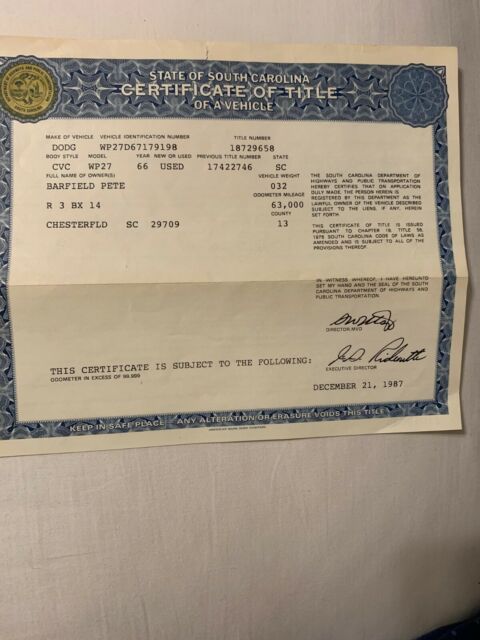 STATE OF SOUTH CAROLINA
CERTIFICATE OF TITLE
OF A VEHICLE
MAKE OF VEHICLE VEHICLE IDENTIFICATION NUMBER TITLE NUMBER
DODG WP27D67179198 18729658
BODY STYLE MODEL YEAR NEW OR USED PREVIOUS TITLE NUMBER STATE
CVC WP27 66 USED 17422746 SC
FULL NAME OF OWNER(S) VEHICLE WEIGHT
BARFIELD PETE 032
ODOMETER MILEAGE
R 3 BX 14 63,000
COUNTY
CHESTERFLD SC 29709 13
THE SOUTH CAROLINA DEPARTMENT OF
HIGHWAYS AND PUBLIC TRANSPORTATION
HEREBY CERTIFIES THAT ON APPLICATION
DULY MADE, THE PERSON HEREIN IS
REGISTERED BY THIS DEPARTMENT AS THE
LAWFUL OWNER OF THE VEHICLE DESCRIBED
SUBJECT TO THE LIENS, IF ANY, HEREIN
SET FORTH.
THIS CERTIFICATE OF TITLE IS ISSUED
PURSUANT TO CHAPTER 19, TITLE 56,
1976 SOUTH CAROLINA CODE OF LAWS AS
AMENDED AND IS SUBJECT TO ALL OF THE
PROVISIONS THEREOF.
IN WITNESS WHEREOF, I HAVE HEREUNTO
SET MY HAND AND THE SEAL OF THE SOUTH
CAROLINA DEPARTMENT OF HIGHWAYS AND
PUBLIC TRANSPORTATION.
DIRECTOR, MVD
THIS CERTIFICATE IS SUBJECT TO THE FOLLOWING:
ODOMETER IN EXCESS OF 99,999
EXECUTIVE DIRECTOR
DECEMBER 21, 1987
KEEP IN SAFE PLACE — ANY ALTERATION OR ERASURE VOIDS THIS TITLE